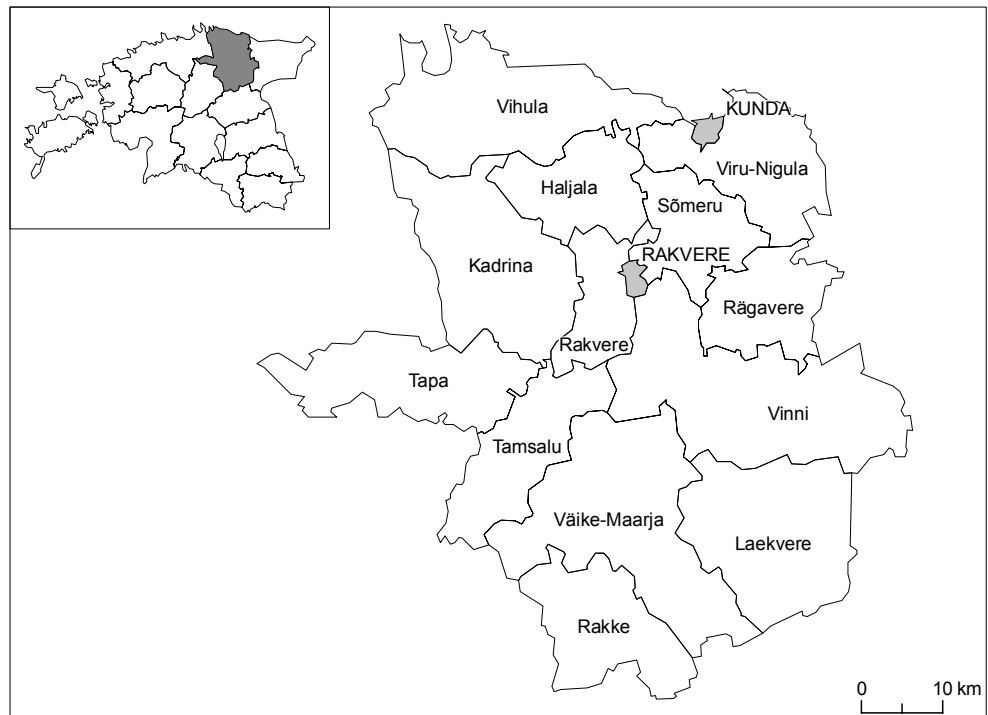 KUNDA
Vihula
Viru-Nigula
Haljala
Sõmeru
RAKVERE
Kadrina
Rägavere
Rakvere
Tapa
Vinni
Tamsalu
Väike-Maarja
Laekvere
Rakke
0 10 km